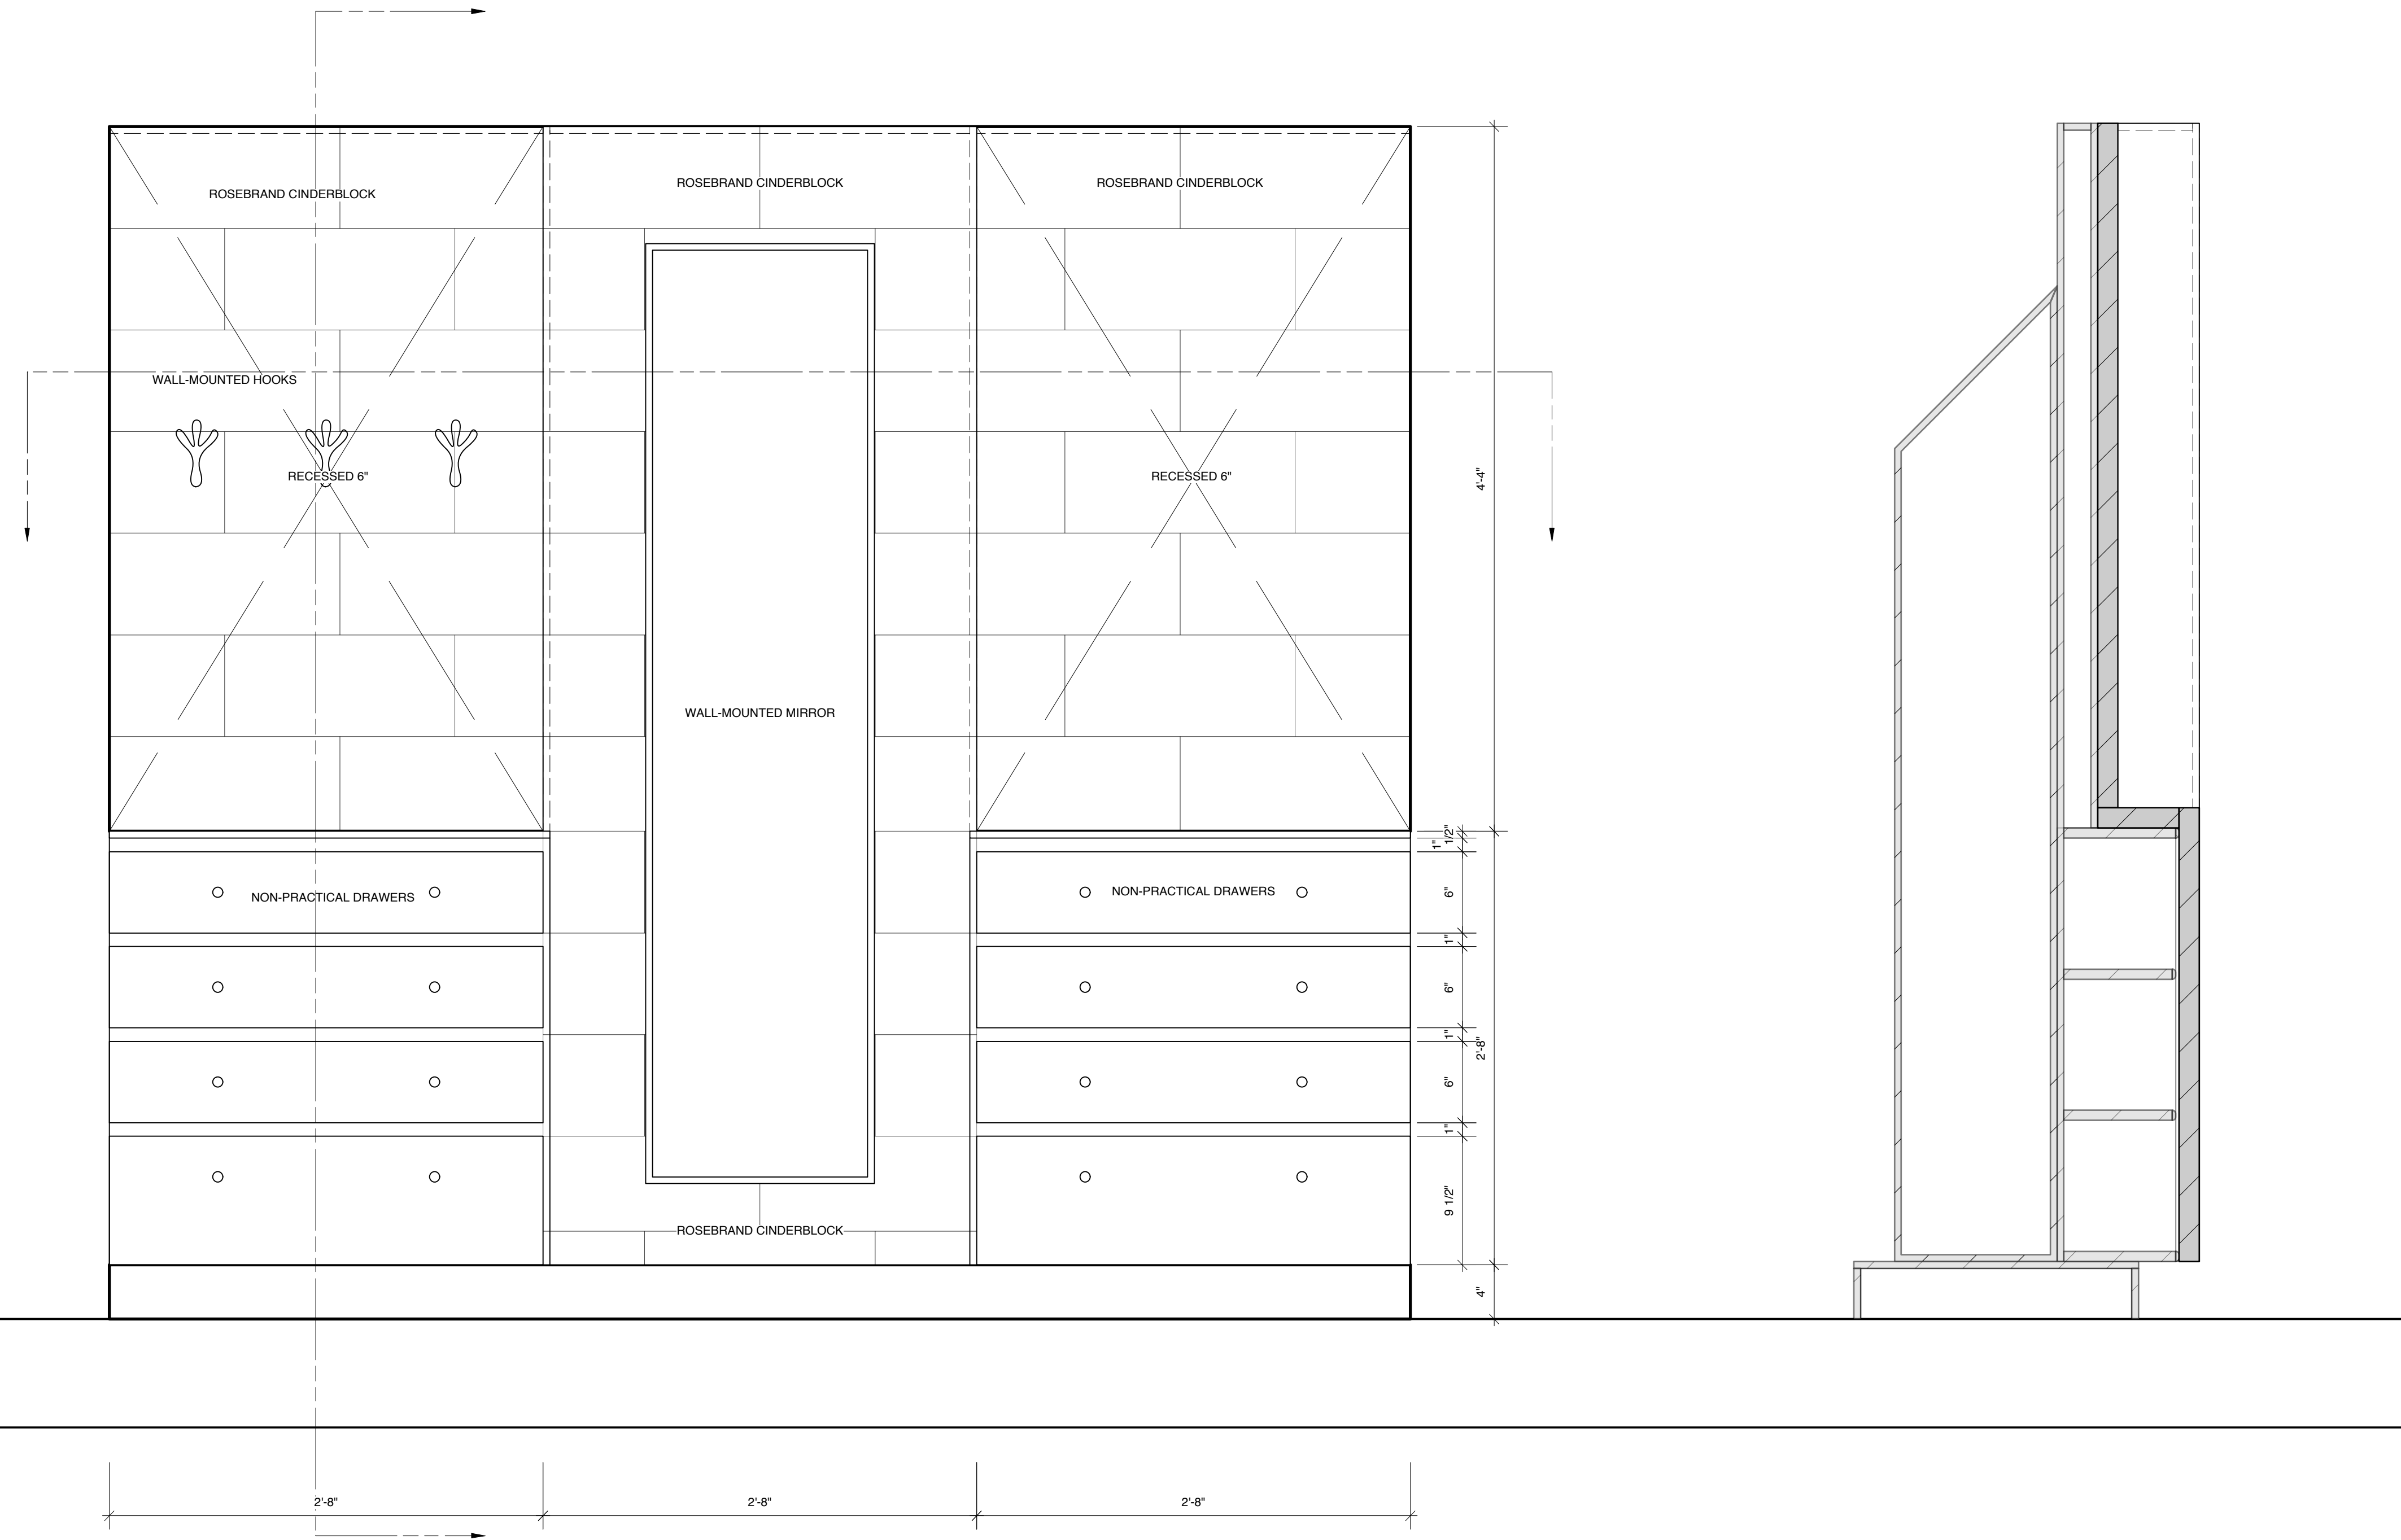 ROSEBRAND CINDERBLOCK
ROSEBRAND CINDERBLOCK
ROSEBRAND CINDERBLOCK
WALL-MOUNTED HOOKS
RECESSED 6"
RECESSED 6"
4'-4"
WALL-MOUNTED MIRROR
1/2"
1"
NON-PRACTICAL DRAWERS
NON-PRACTICAL DRAWERS
6"
1"
6"
1"
2'-8"
6"
1"
9 1/2"
ROSEBRAND CINDERBLOCK
4"
2'-8"
2'-8"
2'-8"